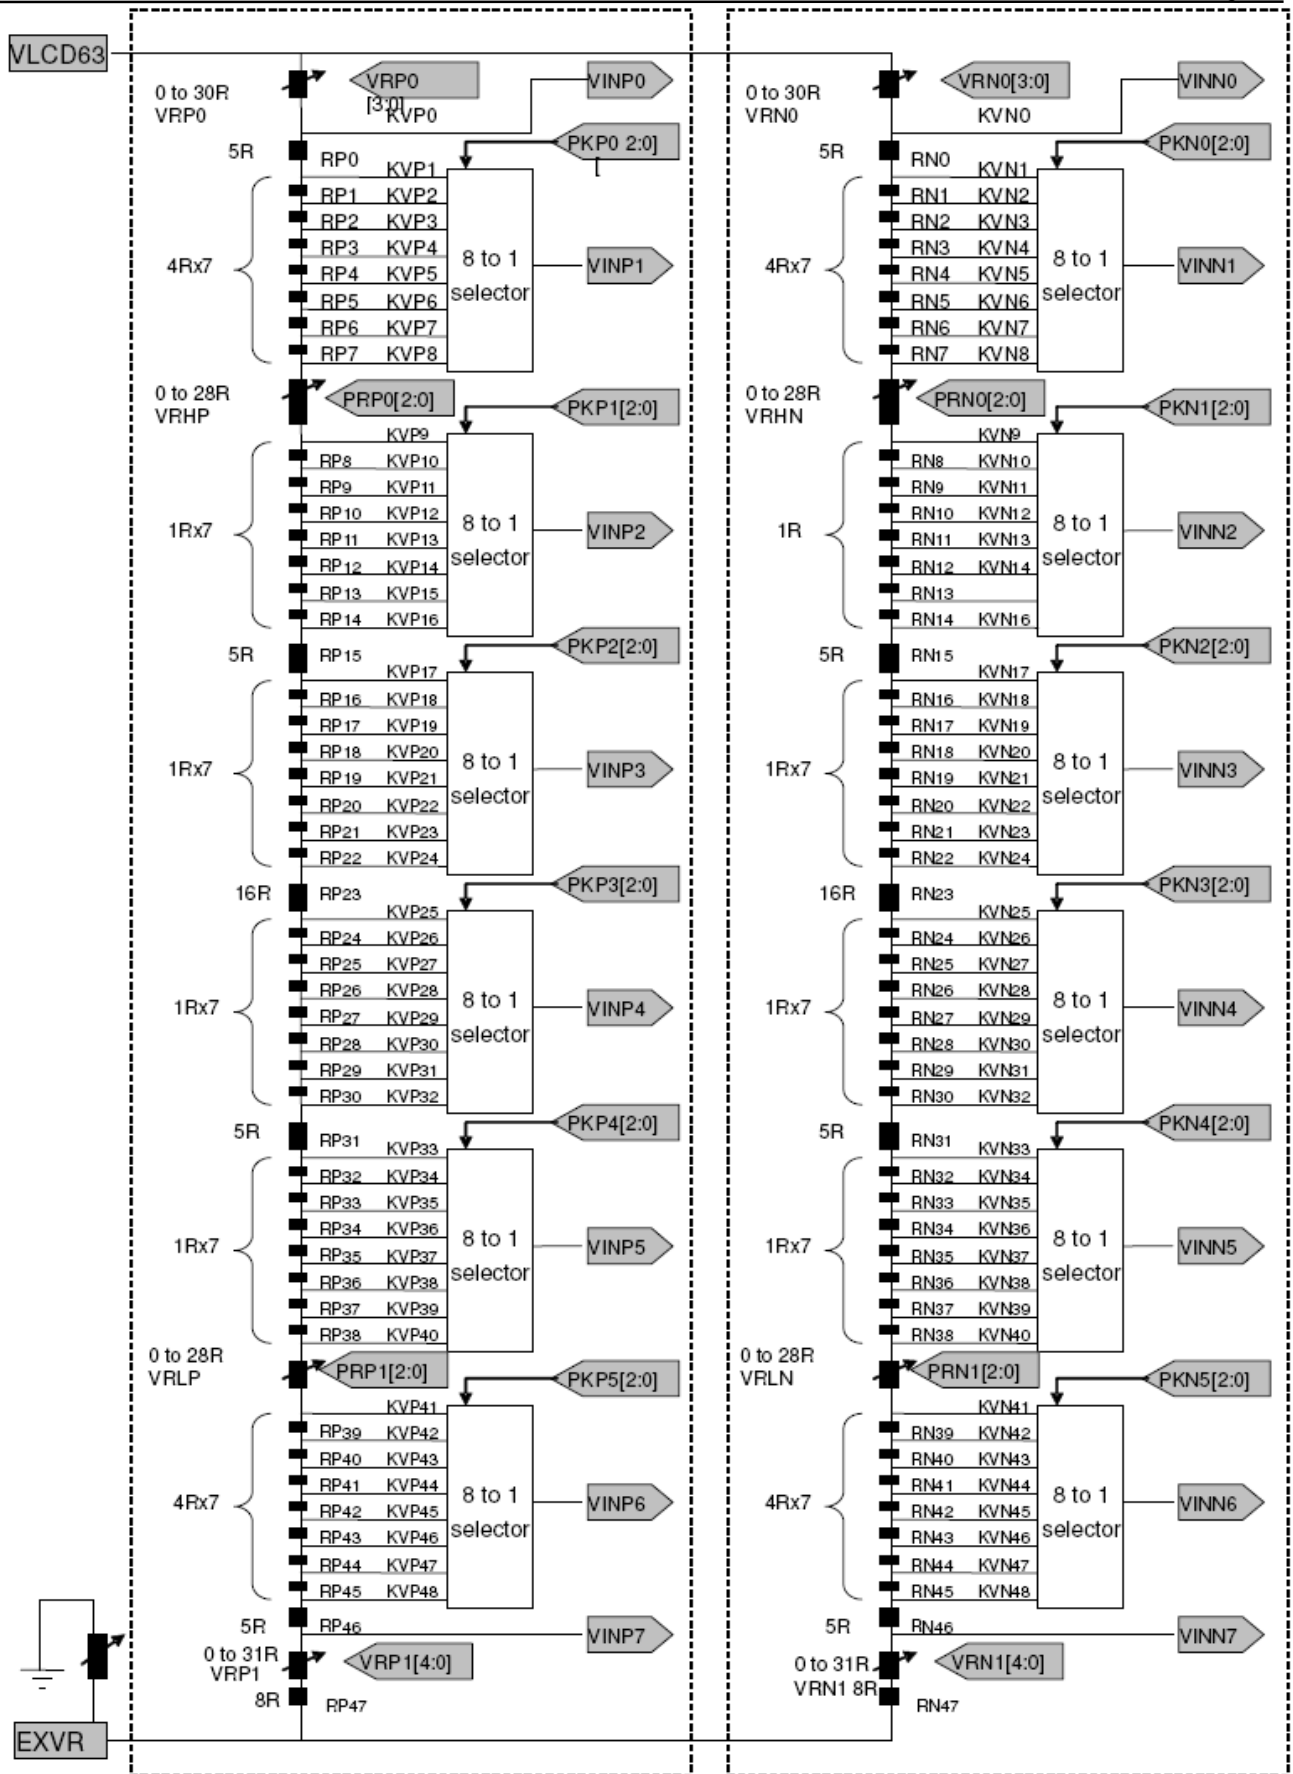 VLCD63
0 to 30R
VRP0
VRP0
[3:0]
KVP0
VINP0
PKP0 2:0]
[
5R
RP0
KVP1
RP1 KVP2
RP2 KVP3
RP3 KVP4
RP4 KVP5
RP5 KVP6
RP6 KVP7
RP7 KVP8
4Rx7
8 to 1
selector
VINP1
0 to 28R
VRHP
PRP0[2:0]
PKP1[2:0]
KVP9
RP8 KVP10
RP9 KVP11
RP10 KVP12
RP11 KVP13
RP12 KVP14
RP13 KVP15
RP14 KVP16
1Rx7
8 to 1
selector
VINP2
5R
RP15
PKP2[2:0]
KVP17
RP16 KVP18
RP17 KVP19
RP18 KVP20
RP19 KVP21
RP20 KVP22
RP21 KVP23
RP22 KVP24
1Rx7
8 to 1
selector
VINP3
16R
RP23
PKP3[2:0]
KVP25
RP24 KVP26
RP25 KVP27
RP26 KVP28
RP27 KVP29
RP28 KVP30
RP29 KVP31
RP30 KVP32
1Rx7
8 to 1
selector
VINP4
5R
RP31
PKP4[2:0]
KVP33
RP32 KVP34
RP33 KVP35
RP34 KVP36
RP35 KVP37
RP36 KVP38
RP37 KVP39
RP38 KVP40
1Rx7
8 to 1
selector
VINP5
0 to 28R
VRLP
PRP1[2:0]
PKP5[2:0]
KVP41
RP39 KVP42
RP40 KVP43
RP41 KVP44
RP42 KVP45
RP43 KVP46
RP44 KVP47
RP45 KVP48
4Rx7
8 to 1
selector
VINP6
5R
RP46
VINP7
0 to 31R
VRP1
VRP1[4:0]
8R
RP47
EXVR
0 to 30R
VRN0
VRN0[3:0]
KVN0
VINN0
PKN0[2:0]
5R
RN0
KVN1
RN1 KVN2
RN2 KVN3
RN3 KVN4
RN4 KVN5
RN5 KVN6
RN6 KVN7
RN7 KVN8
4Rx7
8 to 1
selector
VINN1
0 to 28R
VRHN
PRN0[2:0]
PKN1[2:0]
KVN9
RN8 KVN10
RN9 KVN11
RN10 KVN12
RN11 KVN13
RN12 KVN14
RN13
RN14 KVN16
1R
8 to 1
selector
VINN2
5R
RN15
PKN2[2:0]
KVN17
RN16 KVN18
RN17 KVN19
RN18 KVN20
RN19 KVN21
RN20 KVN22
RN21 KVN23
RN22 KVN24
1Rx7
8 to 1
selector
VINN3
16R
RN23
PKN3[2:0]
KVN25
RN24 KVN26
RN25 KVN27
RN26 KVN28
RN27 KVN29
RN28 KVN30
RN29 KVN31
RN30 KVN32
1Rx7
8 to 1
selector
VINN4
5R
RN31
PKN4[2:0]
KVN33
RN32 KVN34
RN33 KVN35
RN34 KVN36
RN35 KVN37
RN36 KVN38
RN37 KVN39
RN38 KVN40
1Rx7
8 to 1
selector
VINN5
0 to 28R
VRLN
PRN1[2:0]
PKN5[2:0]
KVN41
RN39 KVN42
RN40 KVN43
RN41 KVN44
RN42 KVN45
RN43 KVN46
RN44 KVN47
RN45 KVN48
4Rx7
8 to 1
selector
VINN6
5R
RN46
VINN7
0 to 31R
VRN1 8R
VRN1[4:0]
RN47